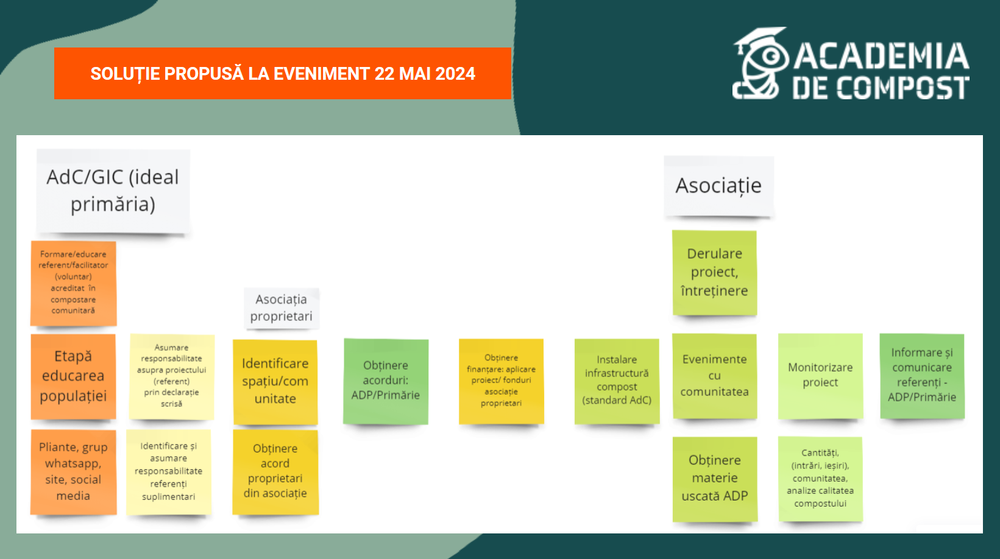 SOLUȚIE PROPUSĂ LA EVENIMENT 22 MAI 2024
ACADEMIA
DE COMPOST
AdC/GIC (ideal
primăria)
Formare/educare
referent/facilitator
(voluntar)
acreditat în
compostare
comunitară
Etapă
educarea
populației
Pliante, grup
whatsapp,
site, social
media
Asumare
responsabilitate
asupra proiectului
(referent)
prin declarație
scrisă
Identificare și
asumare
responsabilitate
referenți
suplimentari
Asociația
proprietari
Identificare
spațiu/com
unitate
Obținere
acord
proprietari
din asociație
Obținere
acorduri:
ADP/Primărie
Obținere
finanțare: aplicare
proiect/ fonduri
asociație
proprietari
Instalare
infrastructură
compost
(standard AdC)
Asociație
Derulare
proiect,
întreținere
Evenimente
cu
comunitatea
Obținere
materie
uscată ADP
Monitorizare
proiect
Cantități,
(intrări, ieșiri),
comunitatea,
analize calitatea
compostului
Informare și
comunicare
referenți -
ADP/Primărie